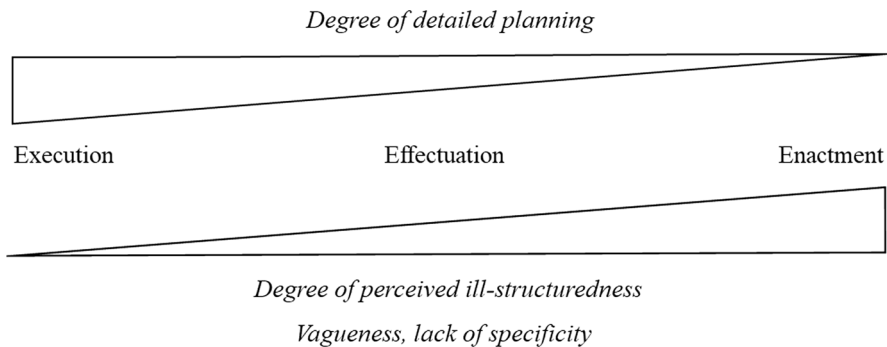 Degree of detailed planning
Execution Effectuation Enactment
Degree of perceived ill-structuredness
Vagueness, lack of specificity